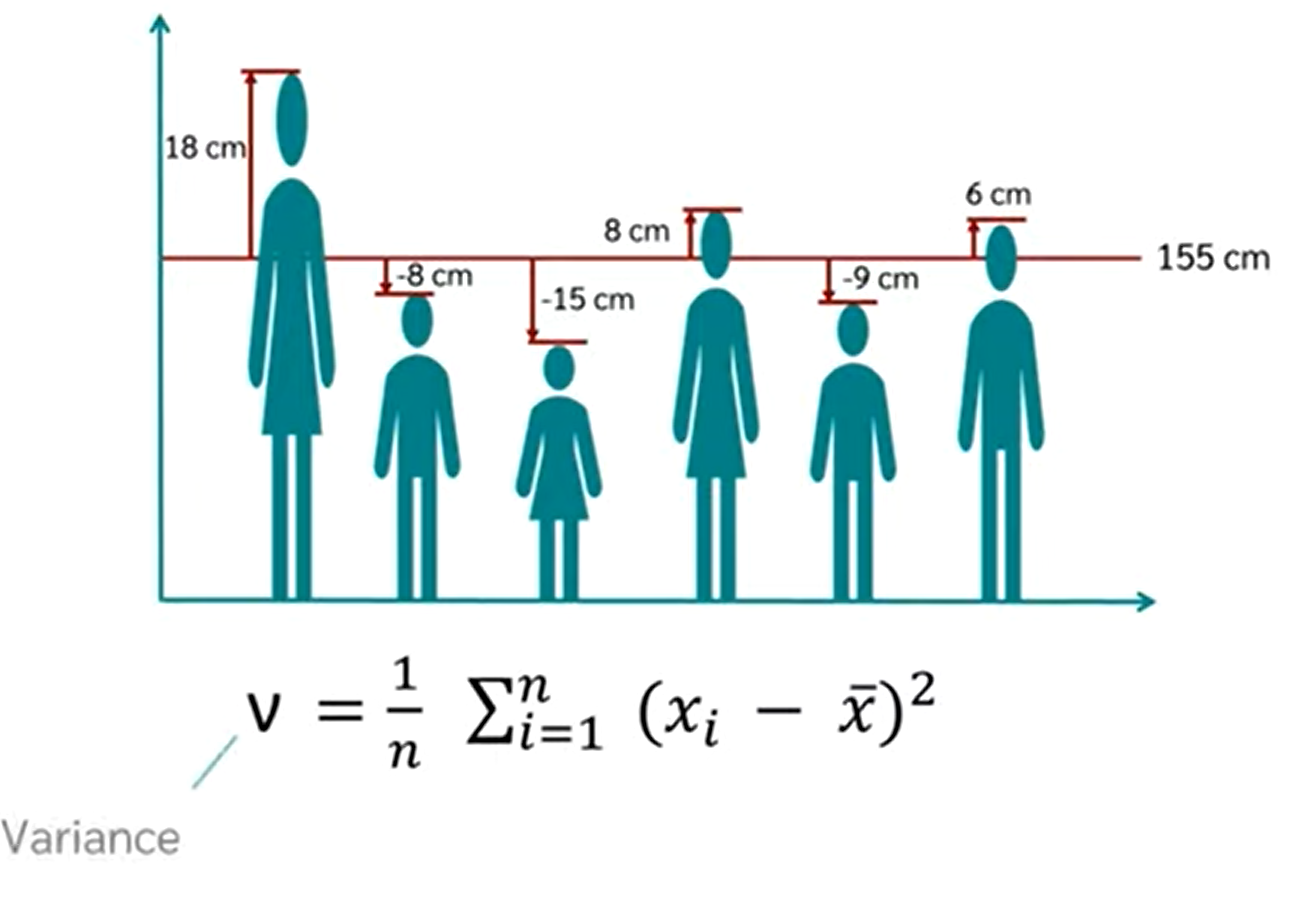 18 cm
-8 cm
-15 cm
8 cm
-9 cm
6 cm
155 cm
v = 1/n ∑ⁿᵢ₌₁ (xᵢ − x̄)²
Variance